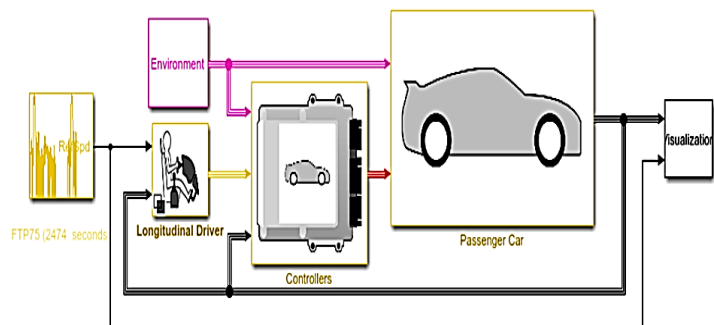 Environment
RefSpd
FTP75 (2474 seconds
Longitudinal Driver
Controllers
Passenger Car
Visualization